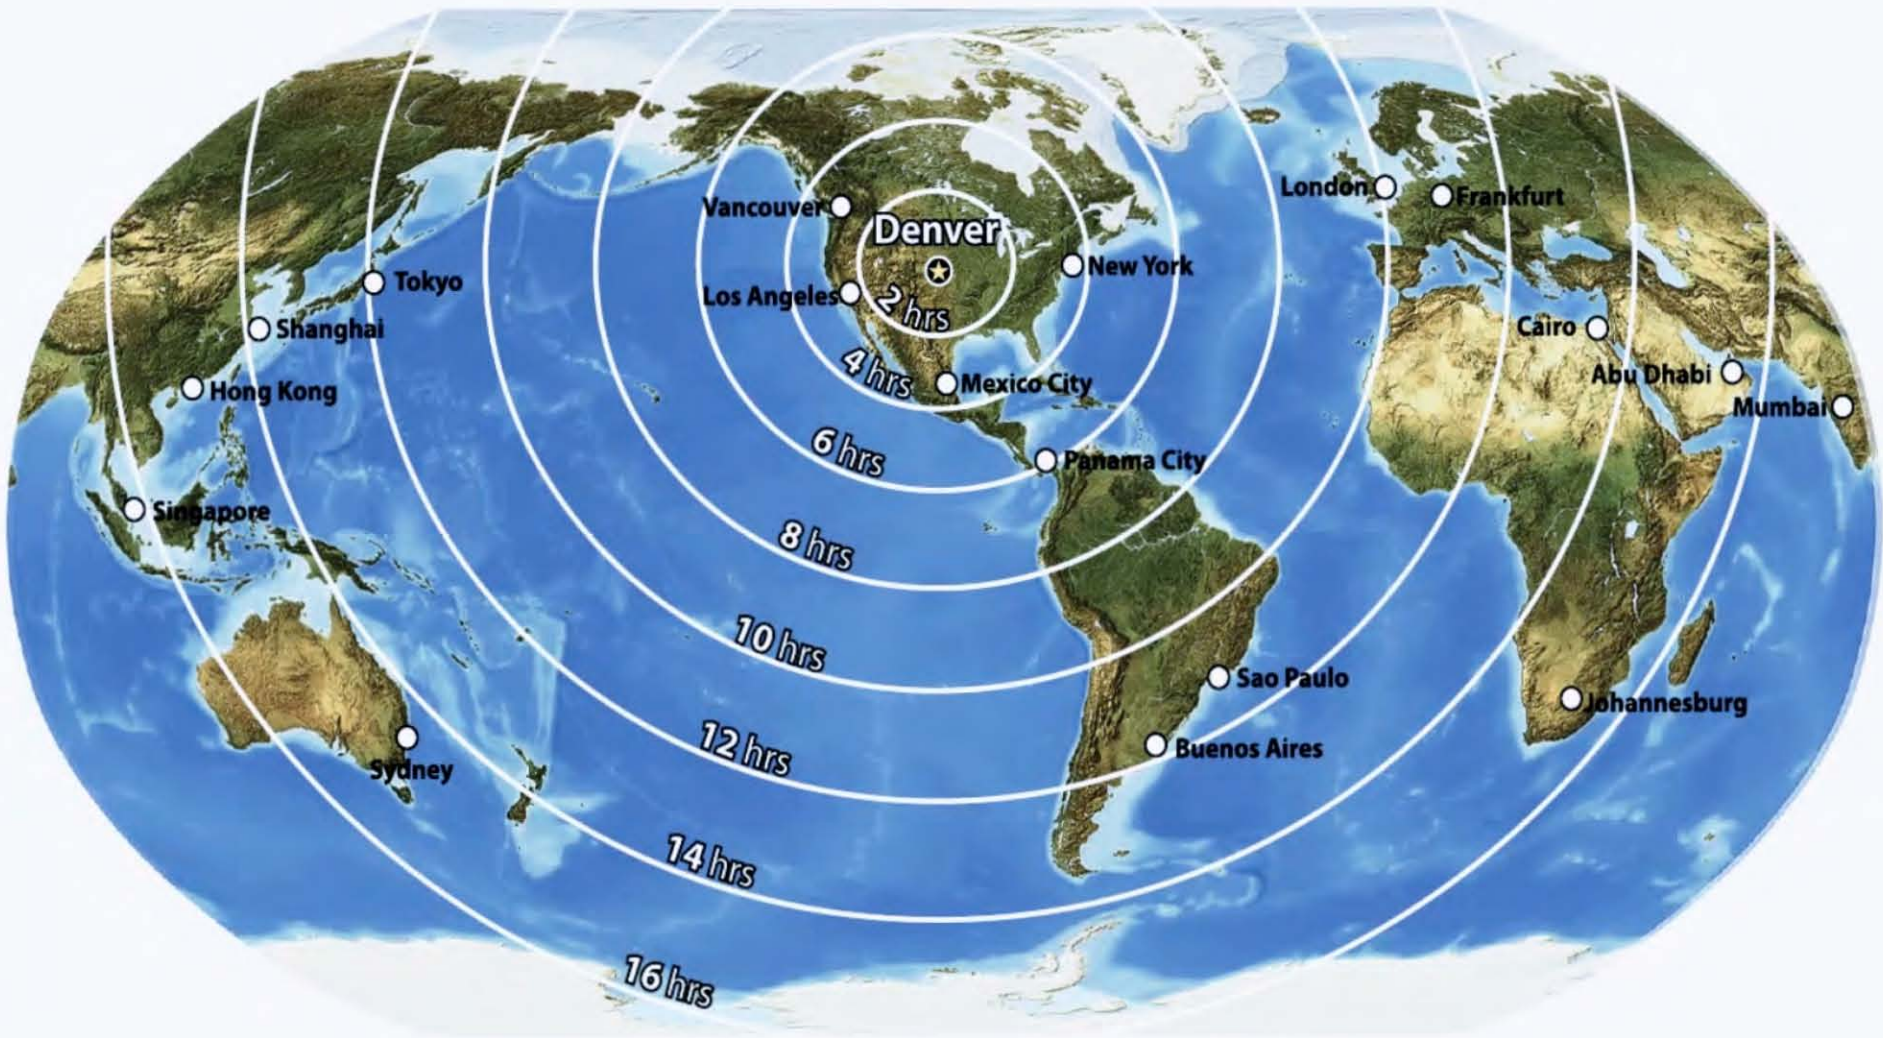 London
Frankfurt
Vancouver
Denver
New York
Tokyo
Los Angeles
2 hrs
Shanghai
Cairo
4 hrs
Abu Dhabi
Hong Kong
Mexico City
Mumbai
6 hrs
Panama City
Singapore
8 hrs
10 hrs
Sao Paulo
Johannesburg
12 hrs
Buenos Aires
Sydney
14 hrs
16 hrs